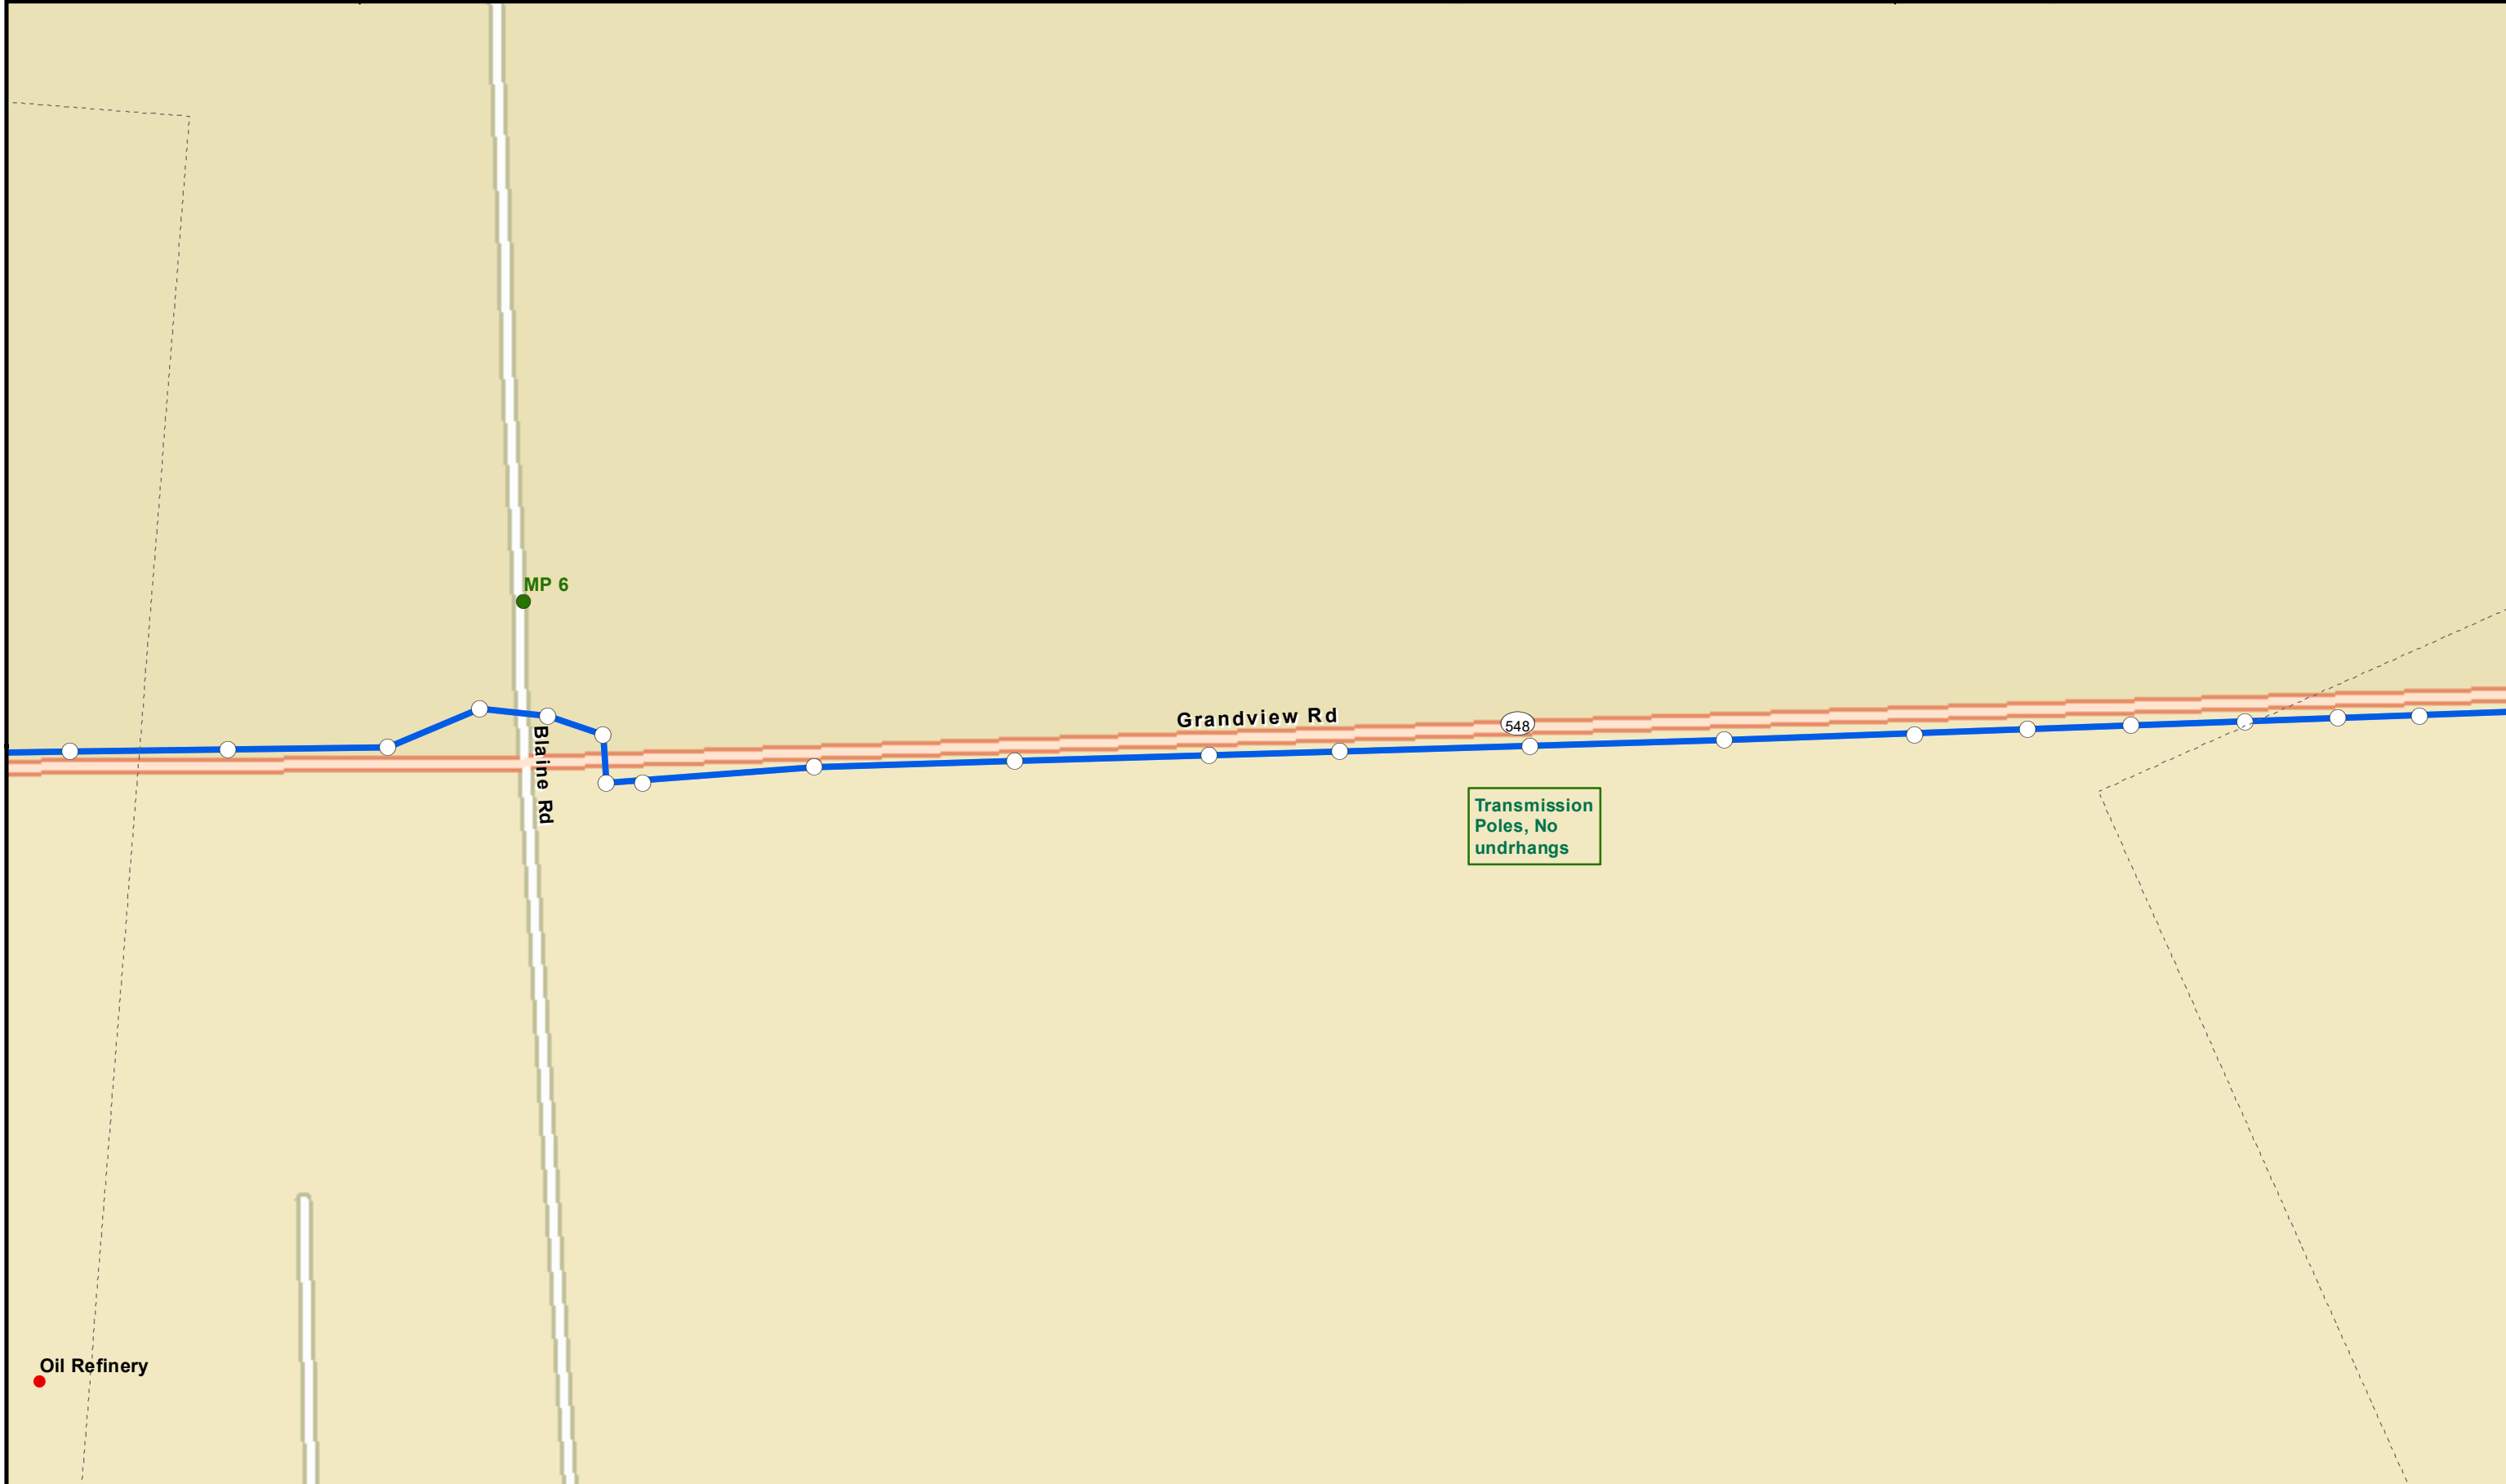 MP 6
Grandview Rd
548
Blaine Rd
Transmission
Poles, No
undrhangs
Oil Refinery